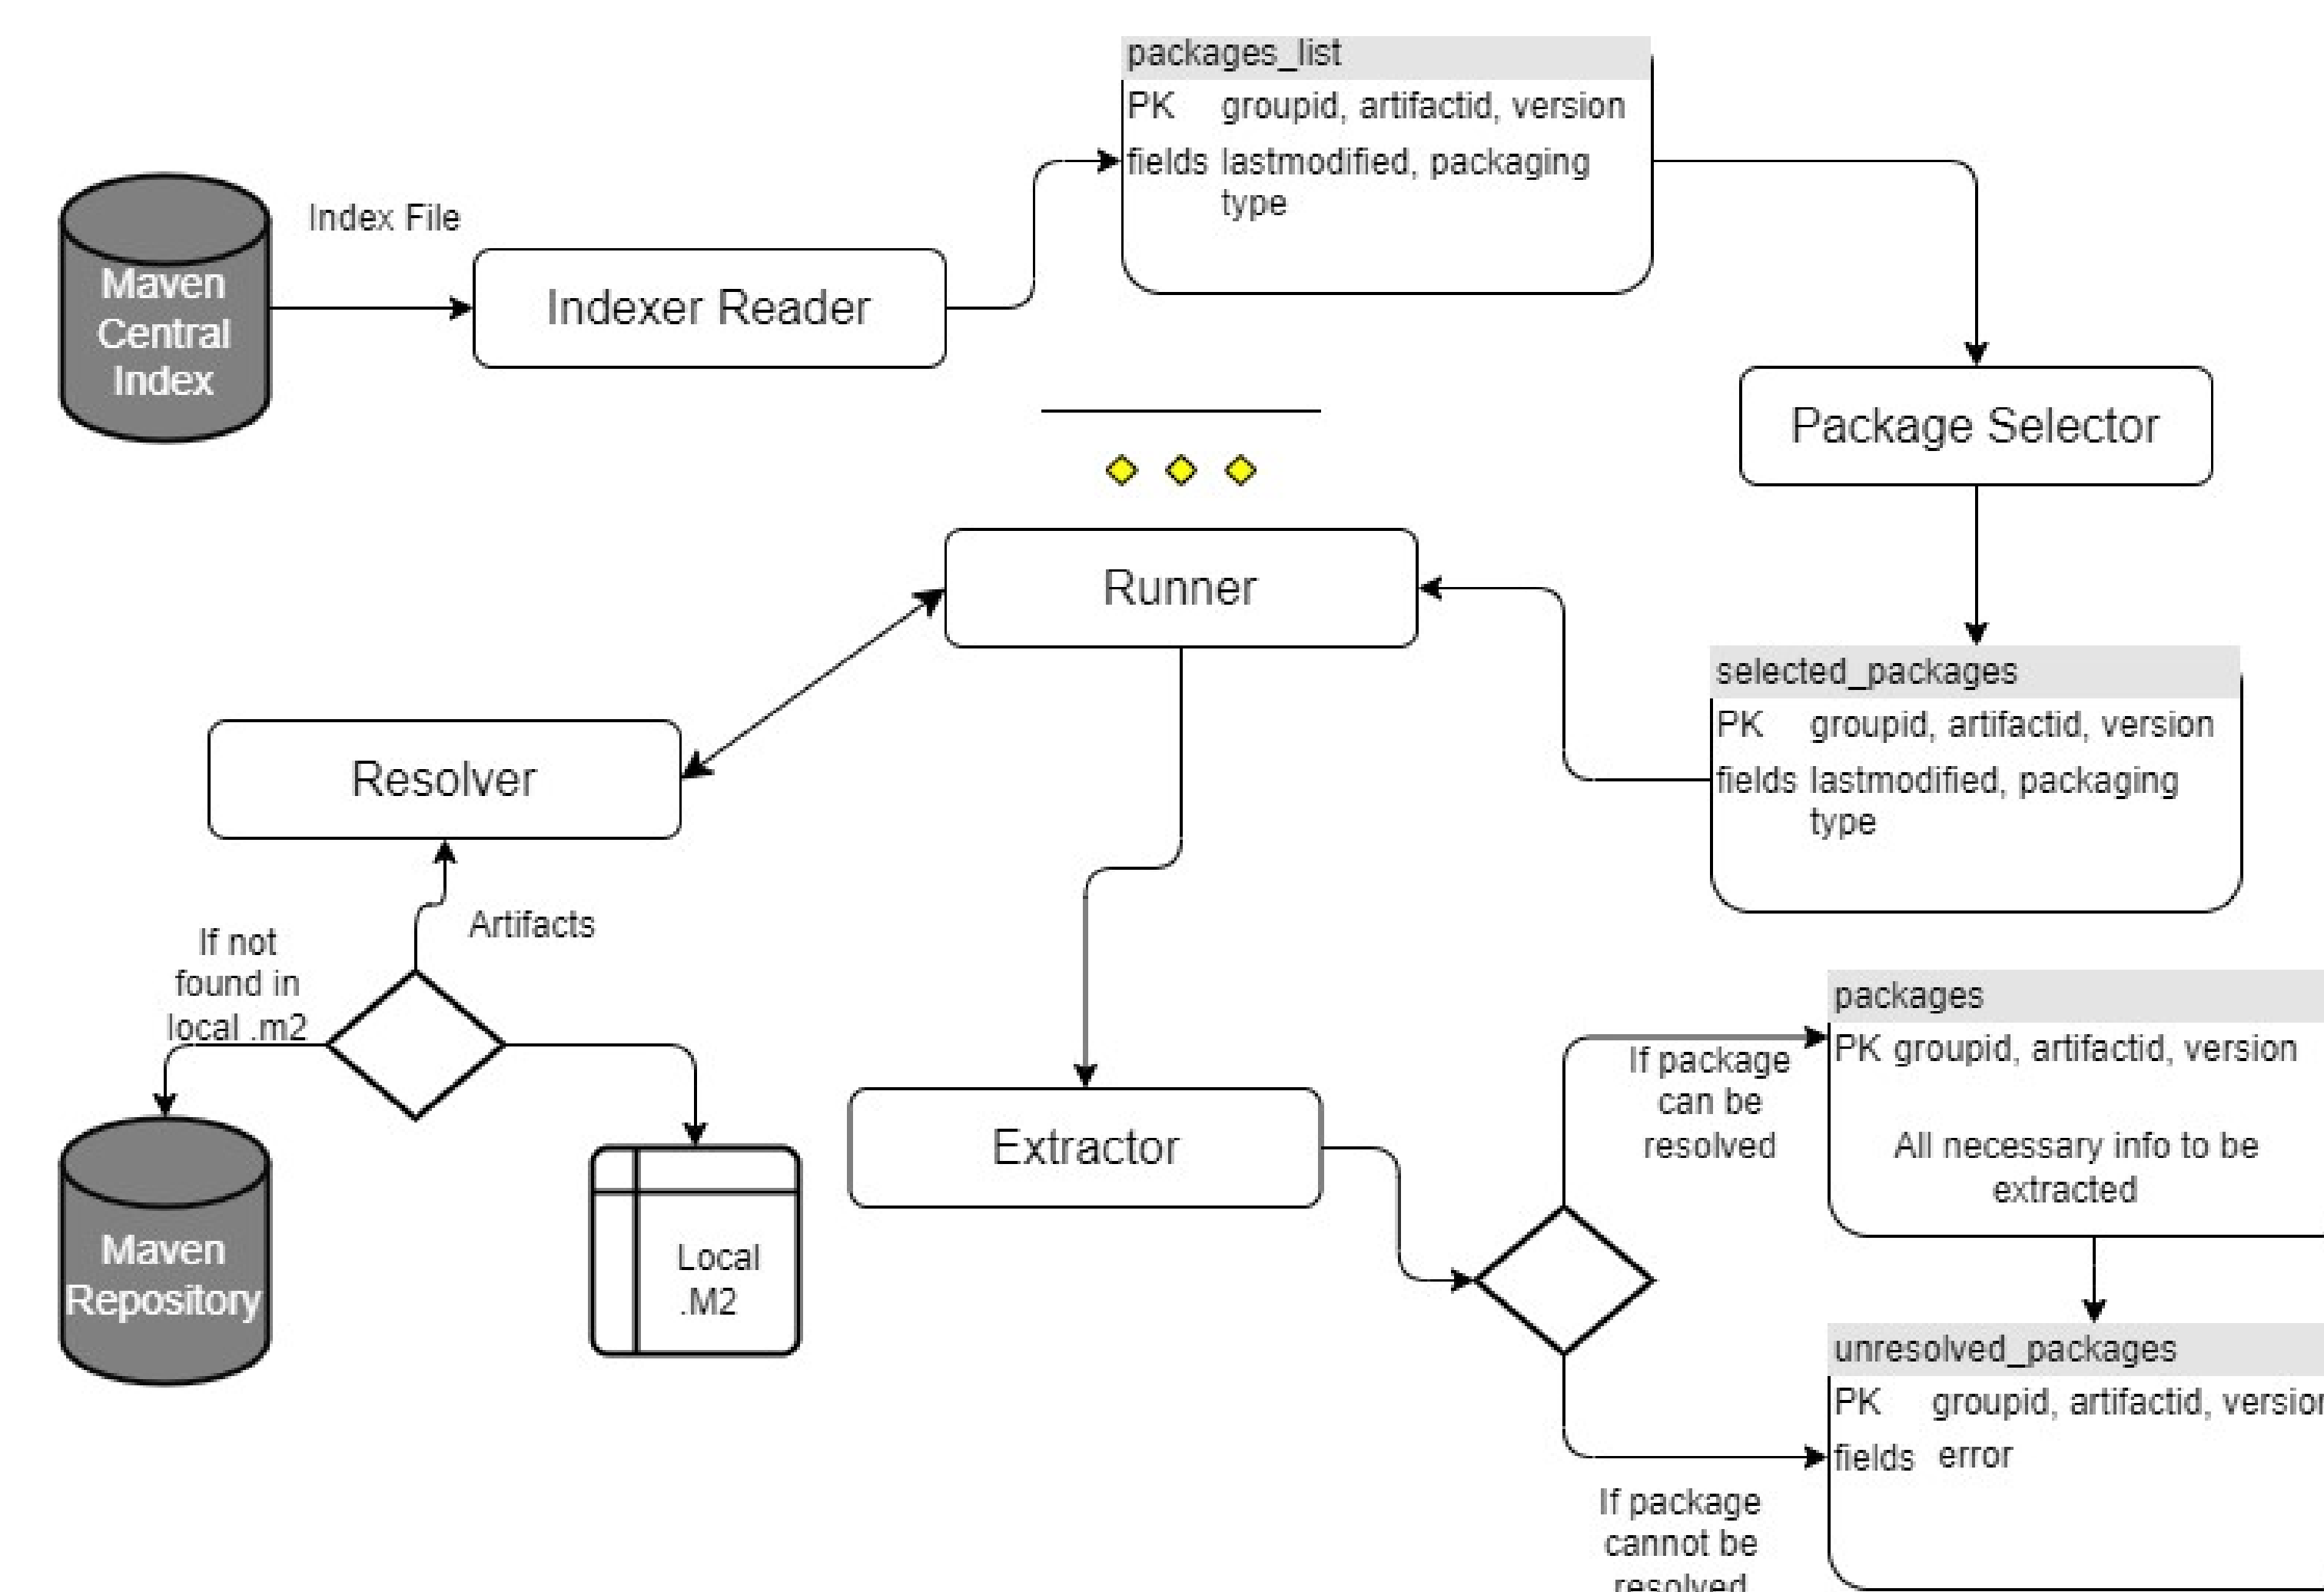 packages_list
PK groupid, artifactid, version
fields lastmodified, packaging
type
Index File
Maven
Central
Index
Indexer Reader
Package Selector
Runner
selected_packages
PK groupid, artifactid, version
fields lastmodified, packaging
type
Resolver
Artifacts
If not
found in
local .m2
packages
PK groupid, artifactid, version
All necessary info to be
extracted
If package
can be
resolved
Extractor
Maven
Repository
Local
.M2
unresolved_packages
PK groupid, artifactid, version
fields error
If package
cannot be
resolved